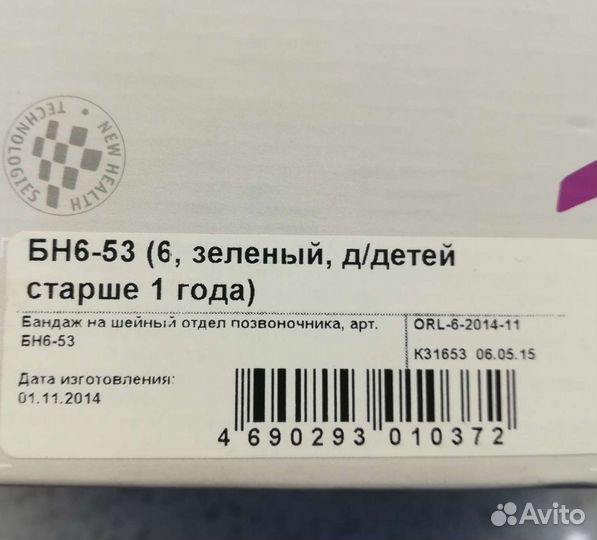 NEW HEALTH TECHNOLOGIES
БН6-53 (6, зеленый, д/детей
старше 1 года)
Бандаж на шейный отдел позвоночника, арт.
БН6-53
ORL-6-2014-11
К31653 06.05.15
Дата изготовления:
01.11.2014
4 690293 010372
Avito